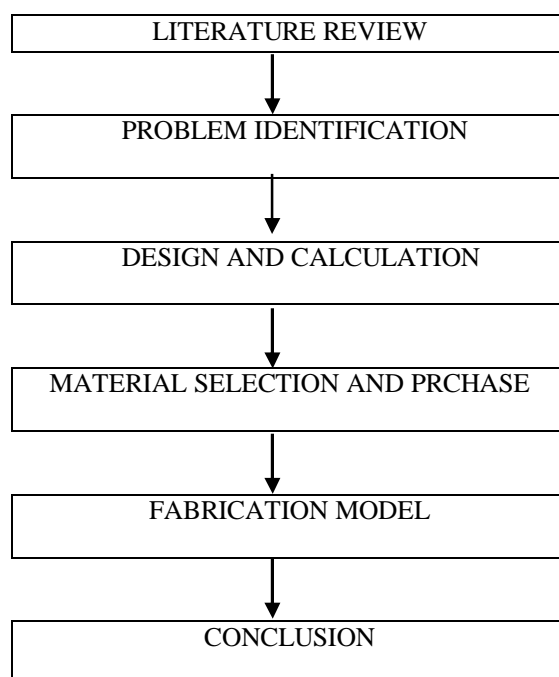 LITERATURE REVIEW
PROBLEM IDENTIFICATION
DESIGN AND CALCULATION
MATERIAL SELECTION AND PRCHASE
FABRICATION MODEL
CONCLUSION